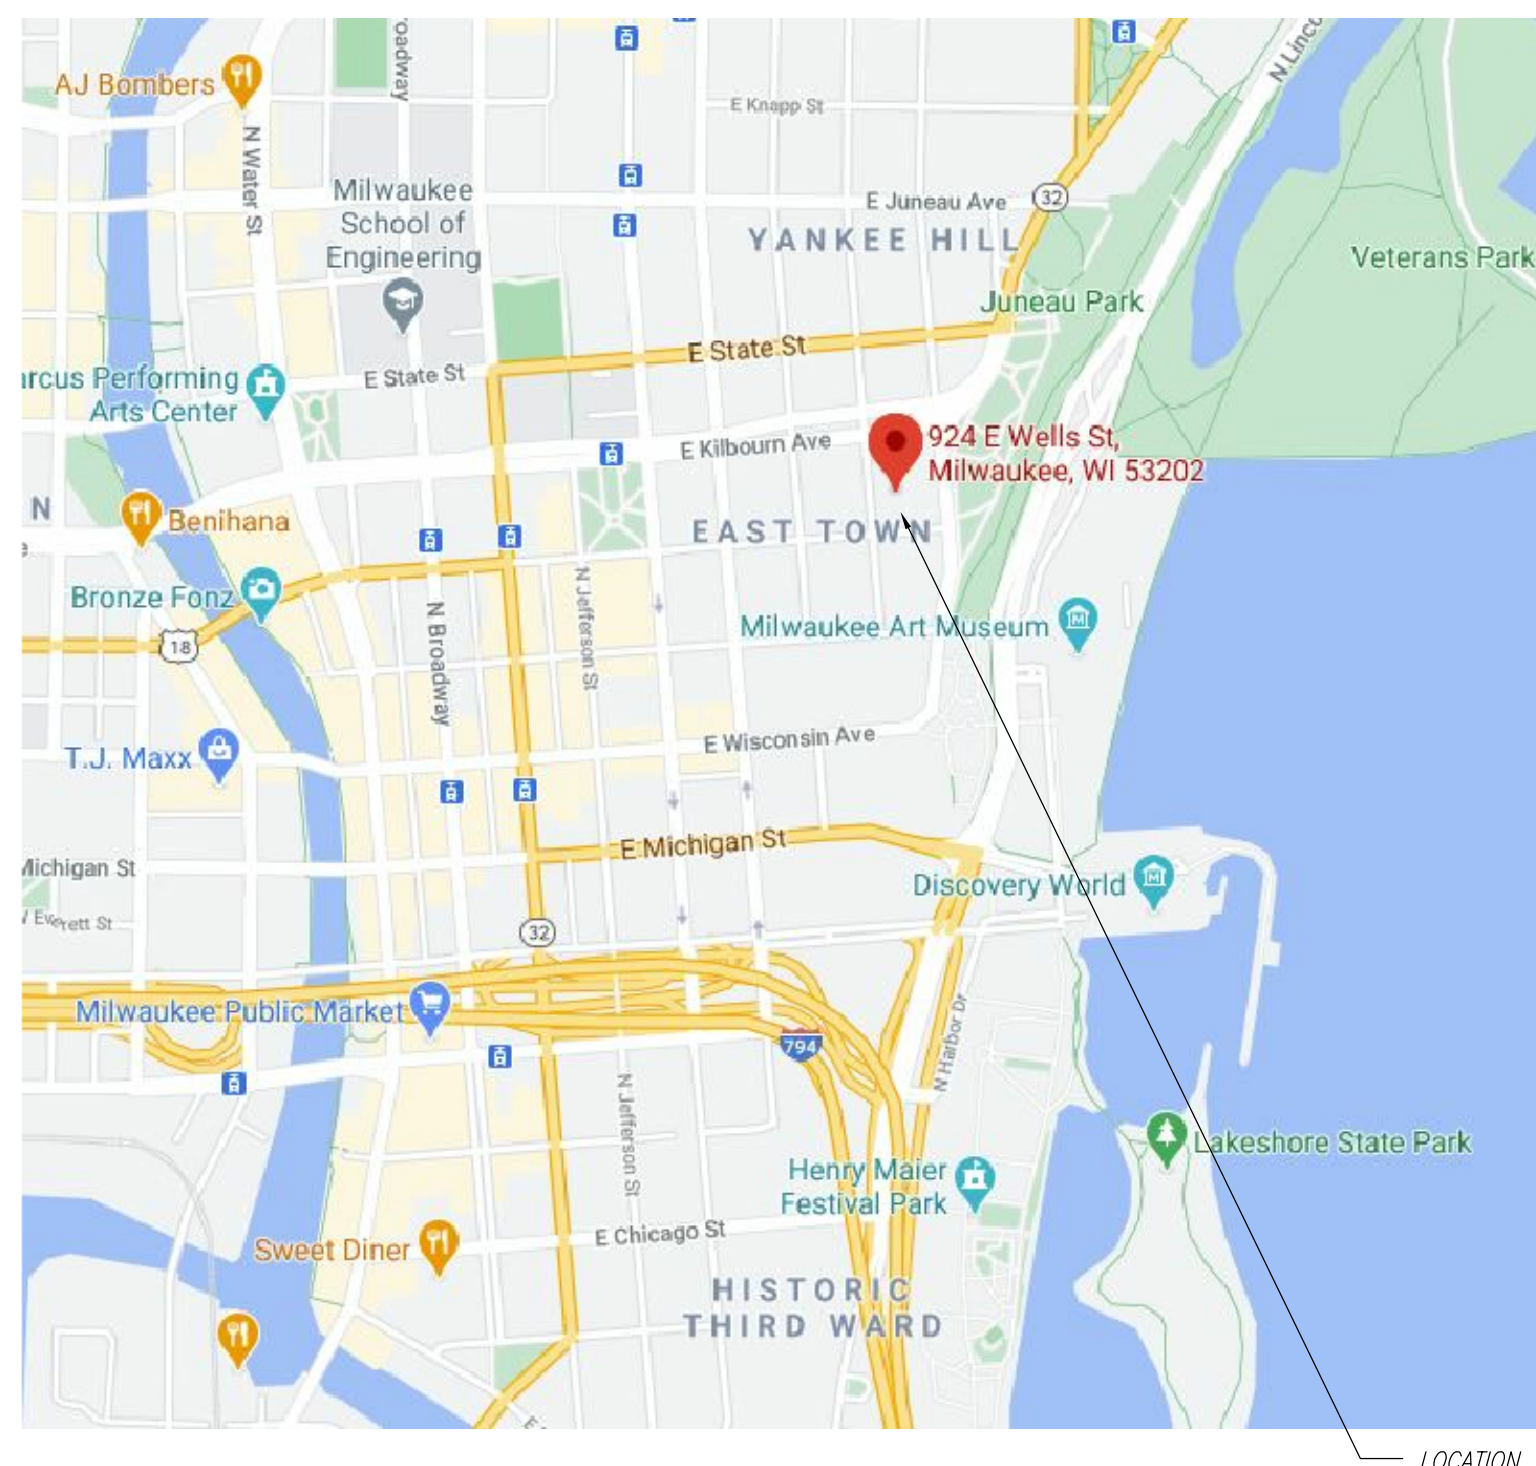 oadway
N Linco
AJ Bombers
E Knapp St
N Water St
Milwaukee
School of
Engineering
E Juneau Ave
32
YANKEE HILL
Veterans Park
Juneau Park
E State St
E State St
arcus Performing
Arts Center
E Kilbourn Ave
924 E Wells St,
Milwaukee, WI 53202
N
Benihana
EAST TOWN
Bronze Fonz
N Jefferson St
N Broadway
Milwaukee Art Museum
18
E Wisconsin Ave
T.J. Maxx
E Michigan St
Michigan St
Discovery World
Everett St
32
Milwaukee Public Market
794
N Harbor Dr
N Jefferson St
Lakeshore State Park
Henry Maier
Festival Park
E Chicago St
Sweet Diner
HISTORIC
THIRD WARD
LOCATION